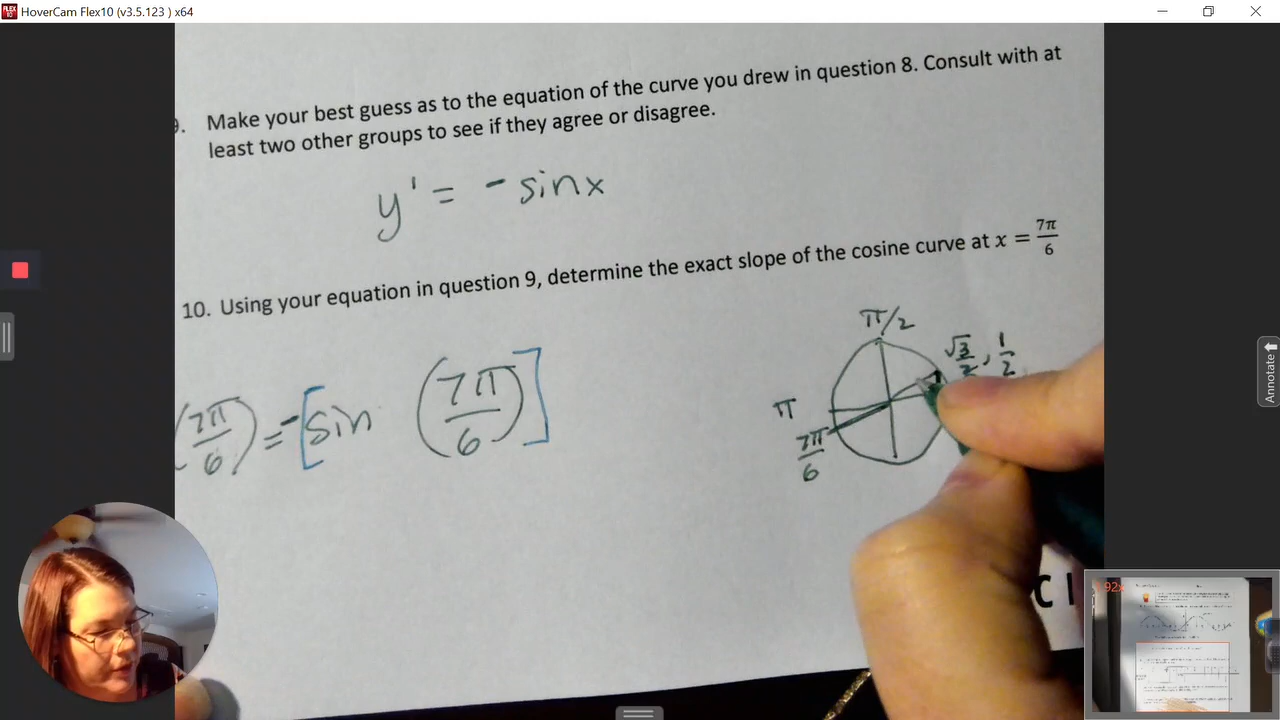 HoverCam Flex10 (v3.5.123 ) x64
9. Make your best guess as to the equation of the curve you drew in question 8. Consult with at
least two other groups to see if they agree or disagree.
y' = - sinx
10. Using your equation in question 9, determine the exact slope of the cosine curve at x = 7π/6
(7π/6) = -[sin (7π/6)]
π/2
√3/2, 1/2
π
7π/6
Annotate